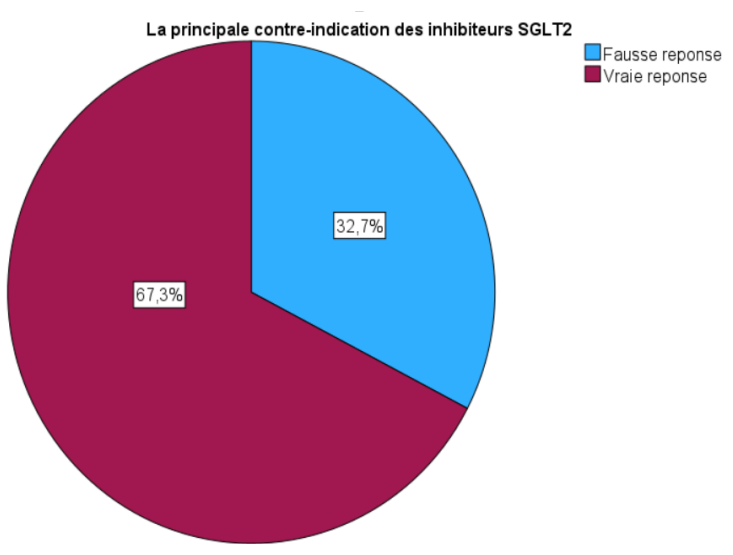 La principale contre-indication des inhibiteurs SGLT2
Fausse reponse
Vraie reponse
32,7%
67,3%